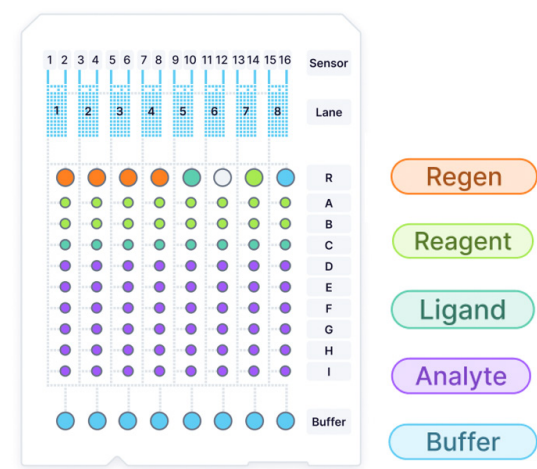 1 2 3 4 5 6 7 8 9 10 11 12 13 14 15 16 Sensor
1 2 3 4 5 6 7 8 Lane
R
A
B
C
D
E
F
G
H
I
Buffer
Regen
Reagent
Ligand
Analyte
Buffer